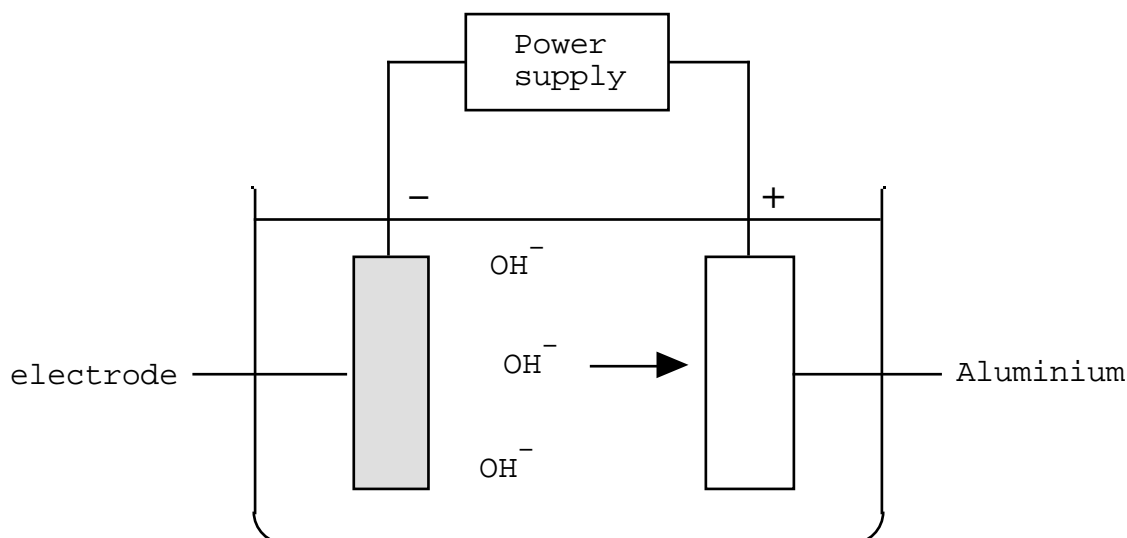 Power
supply
− +
OH⁻
electrode OH⁻ Aluminium
OH⁻